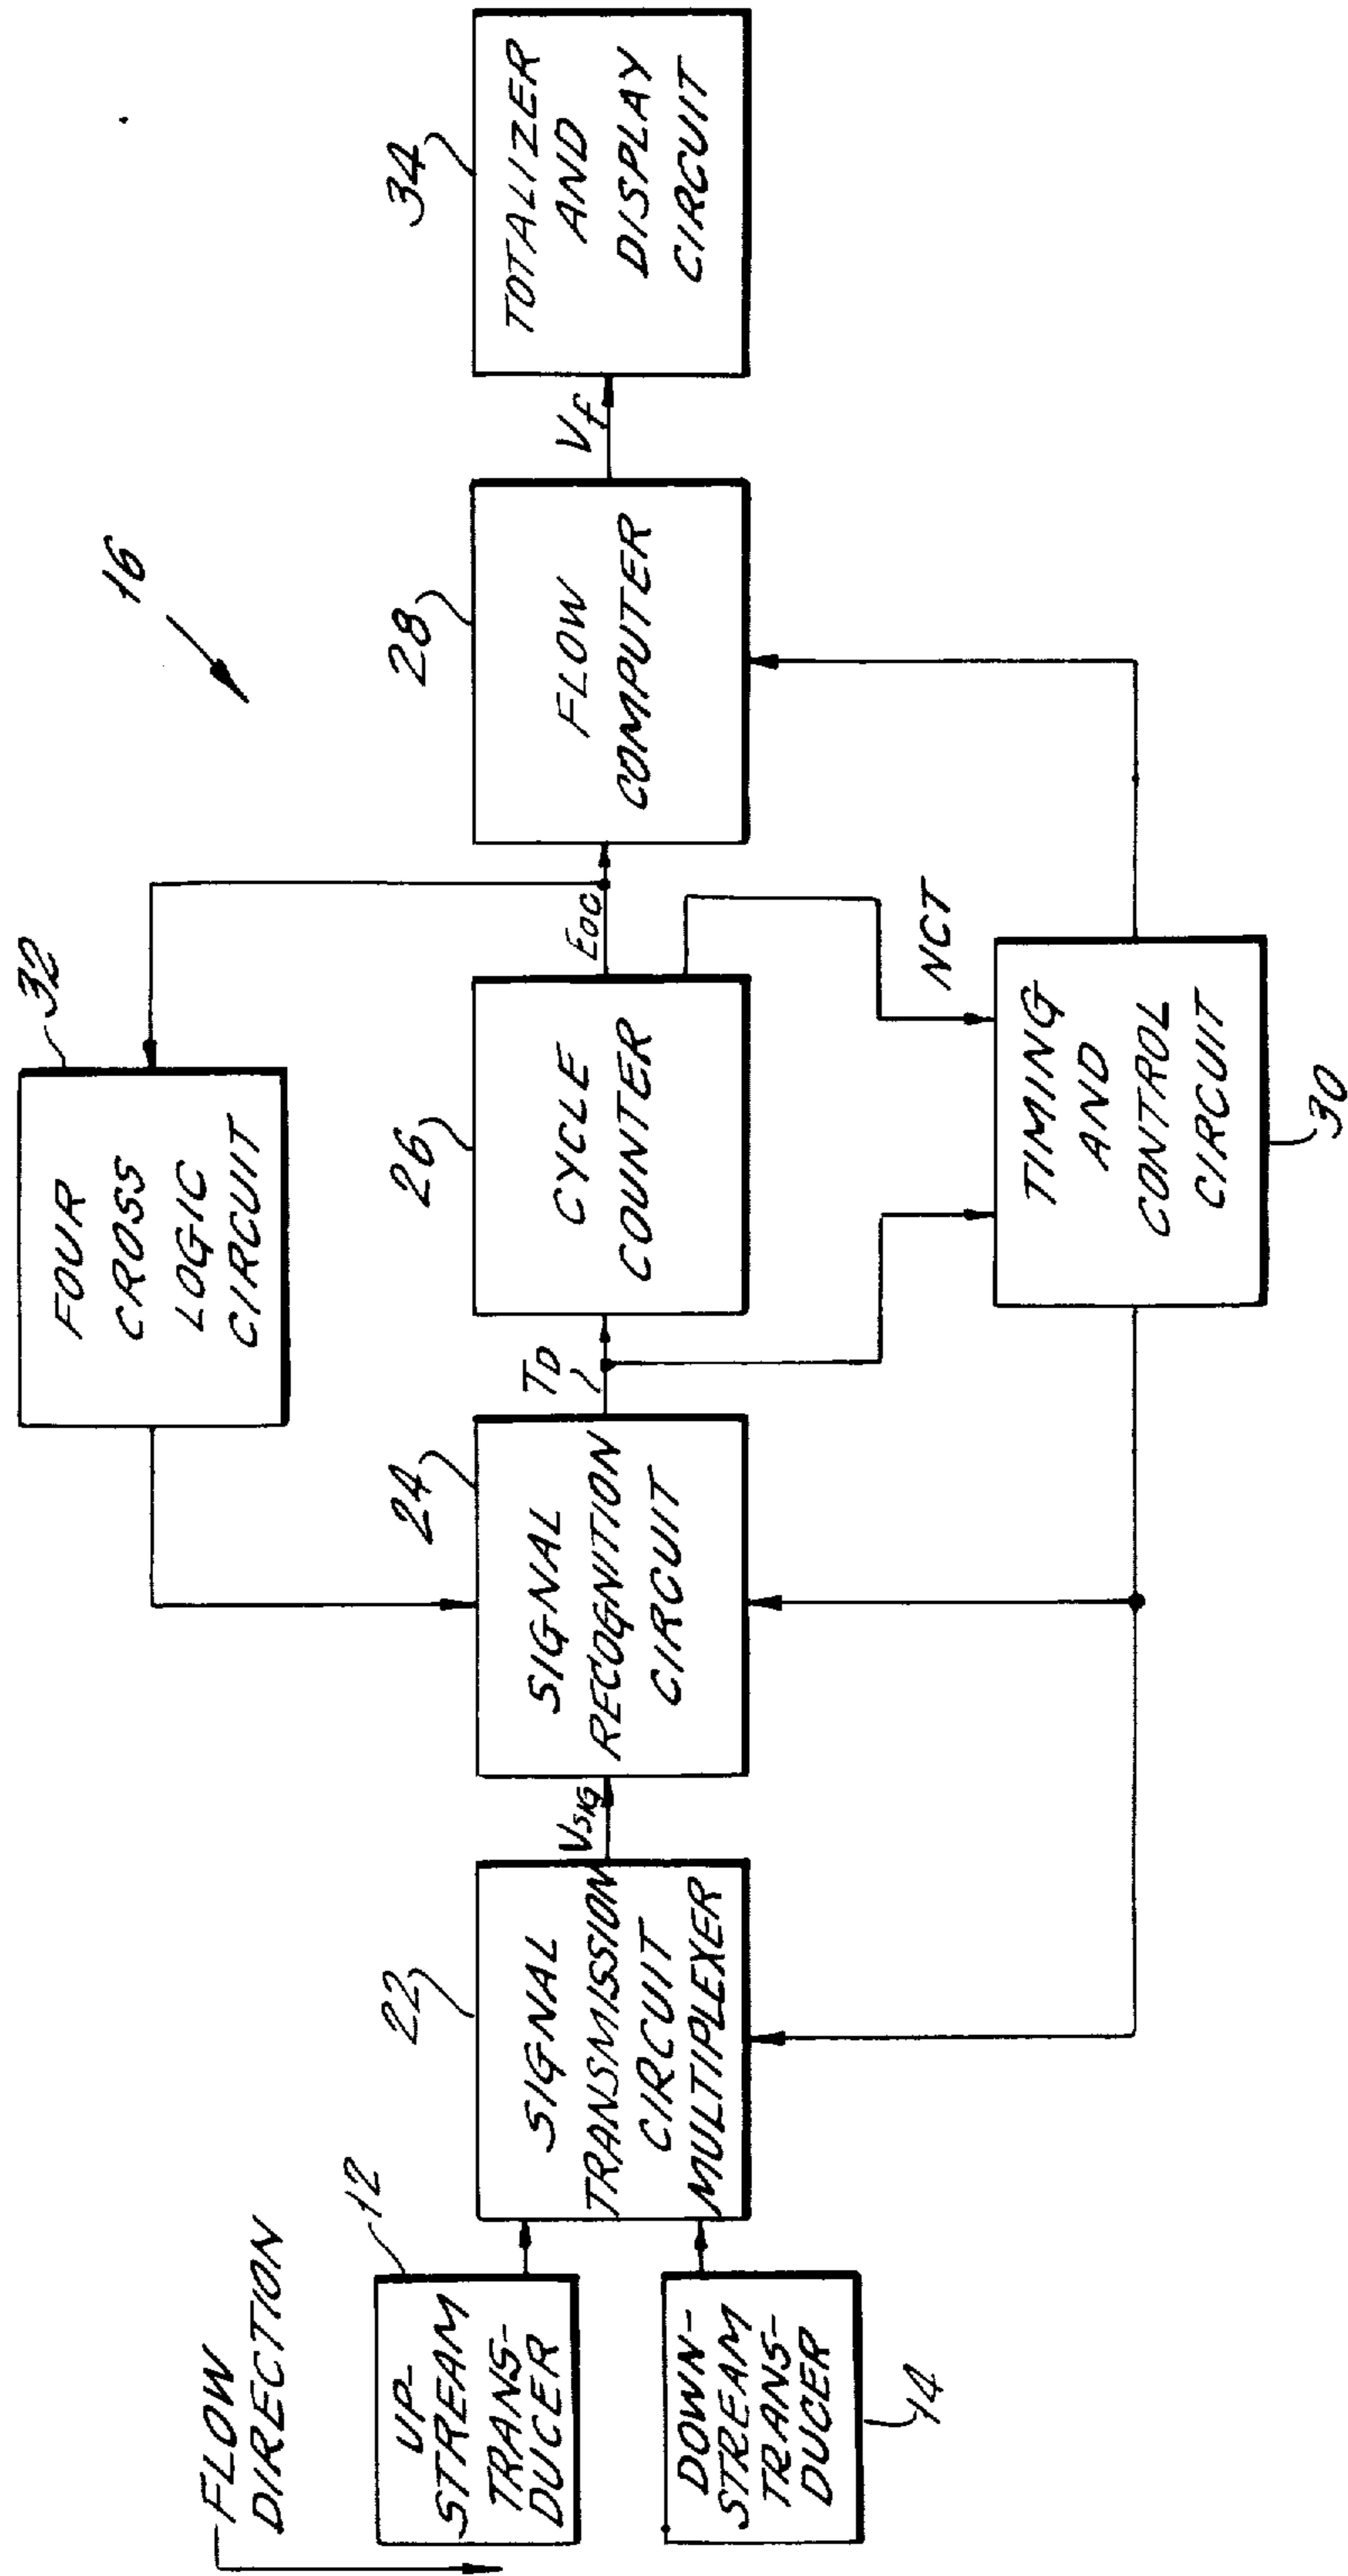 16
FLOW
DIRECTION
12
UP-
STREAM
TRANS-
DUCER
DOWN-
STREAM
TRANS-
DUCER
14
22
SIGNAL
TRANSMISSION
CIRCUIT
MULTIPLEXER
VSIG
24
SIGNAL
RECOGNITION
CIRCUIT
TD
32
FOUR
CROSS
LOGIC
CIRCUIT
26
CYCLE
COUNTER
EOC
NCT
TIMING
AND
CONTROL
CIRCUIT
30
28
FLOW
COMPUTER
Vf
34
TOTALIZER
AND
DISPLAY
CIRCUIT